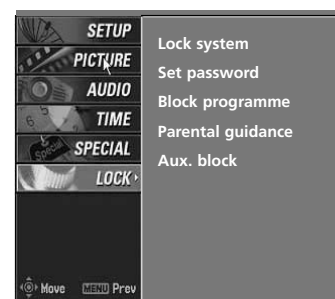 SETUP
PICTURE
AUDIO
TIME
SPECIAL
LOCK
Move MENU Prev
Lock system
Set password
Block programme
Parental guidance
Aux. block